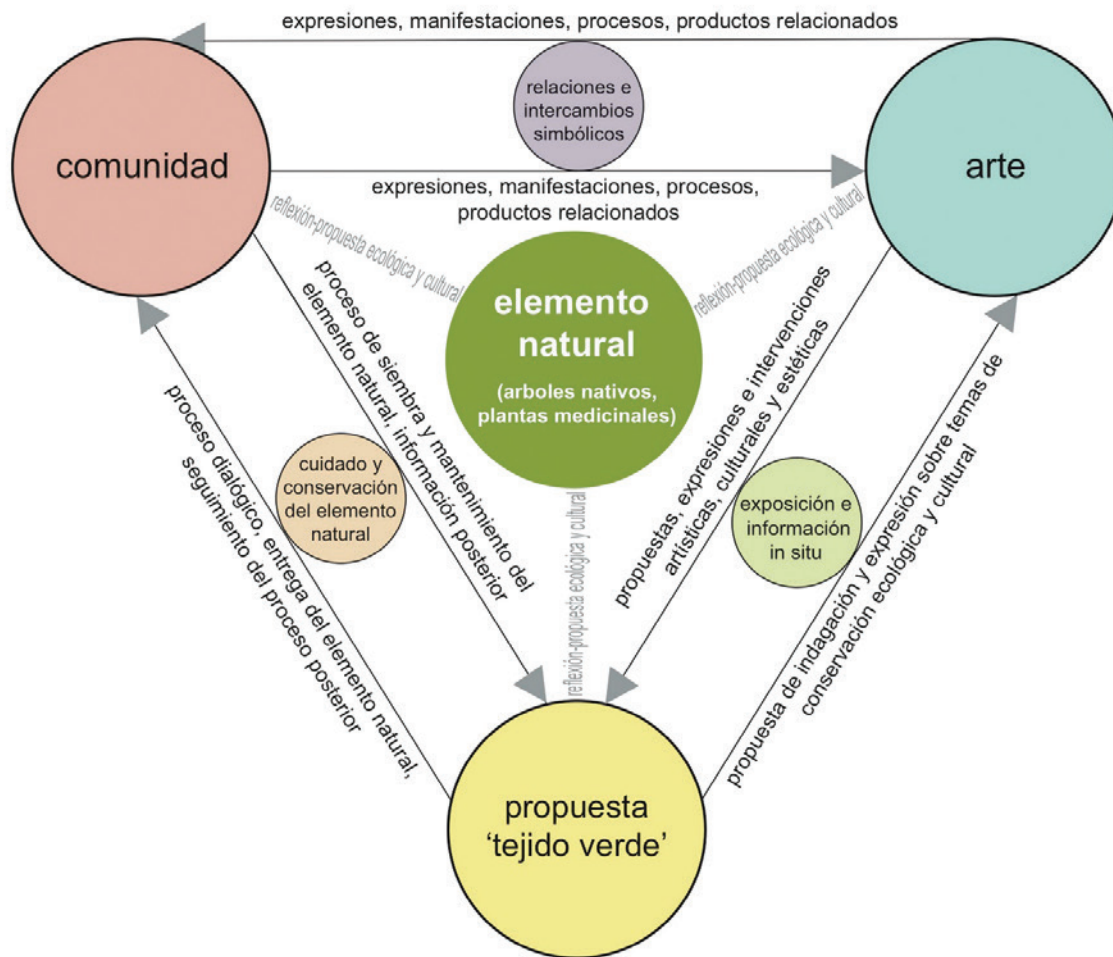 expresiones, manifestaciones, procesos, productos relacionados
comunidad
relaciones e
intercambios
simbólicos
arte
expresiones, manifestaciones, procesos,
productos relacionados
reflexión-propuesta ecológica y cultural
reflexión-propuesta ecológica y cultural
elemento
natural
(arboles nativos,
plantas medicinales)
proceso de siembra y mantenimiento del
elemento natural, información posterior
propuestas, expresiones e intervenciones
artísticas, culturales y estéticas
cuidado y
conservación
del elemento
natural
exposición e
información
in situ
proceso dialógico, entrega del elemento natural,
seguimiento del proceso posterior
reflexión-propuesta ecológica y cultural
propuesta de indagación y expresión sobre temas de
conservación ecológica y cultural
propuesta
‘tejido verde’